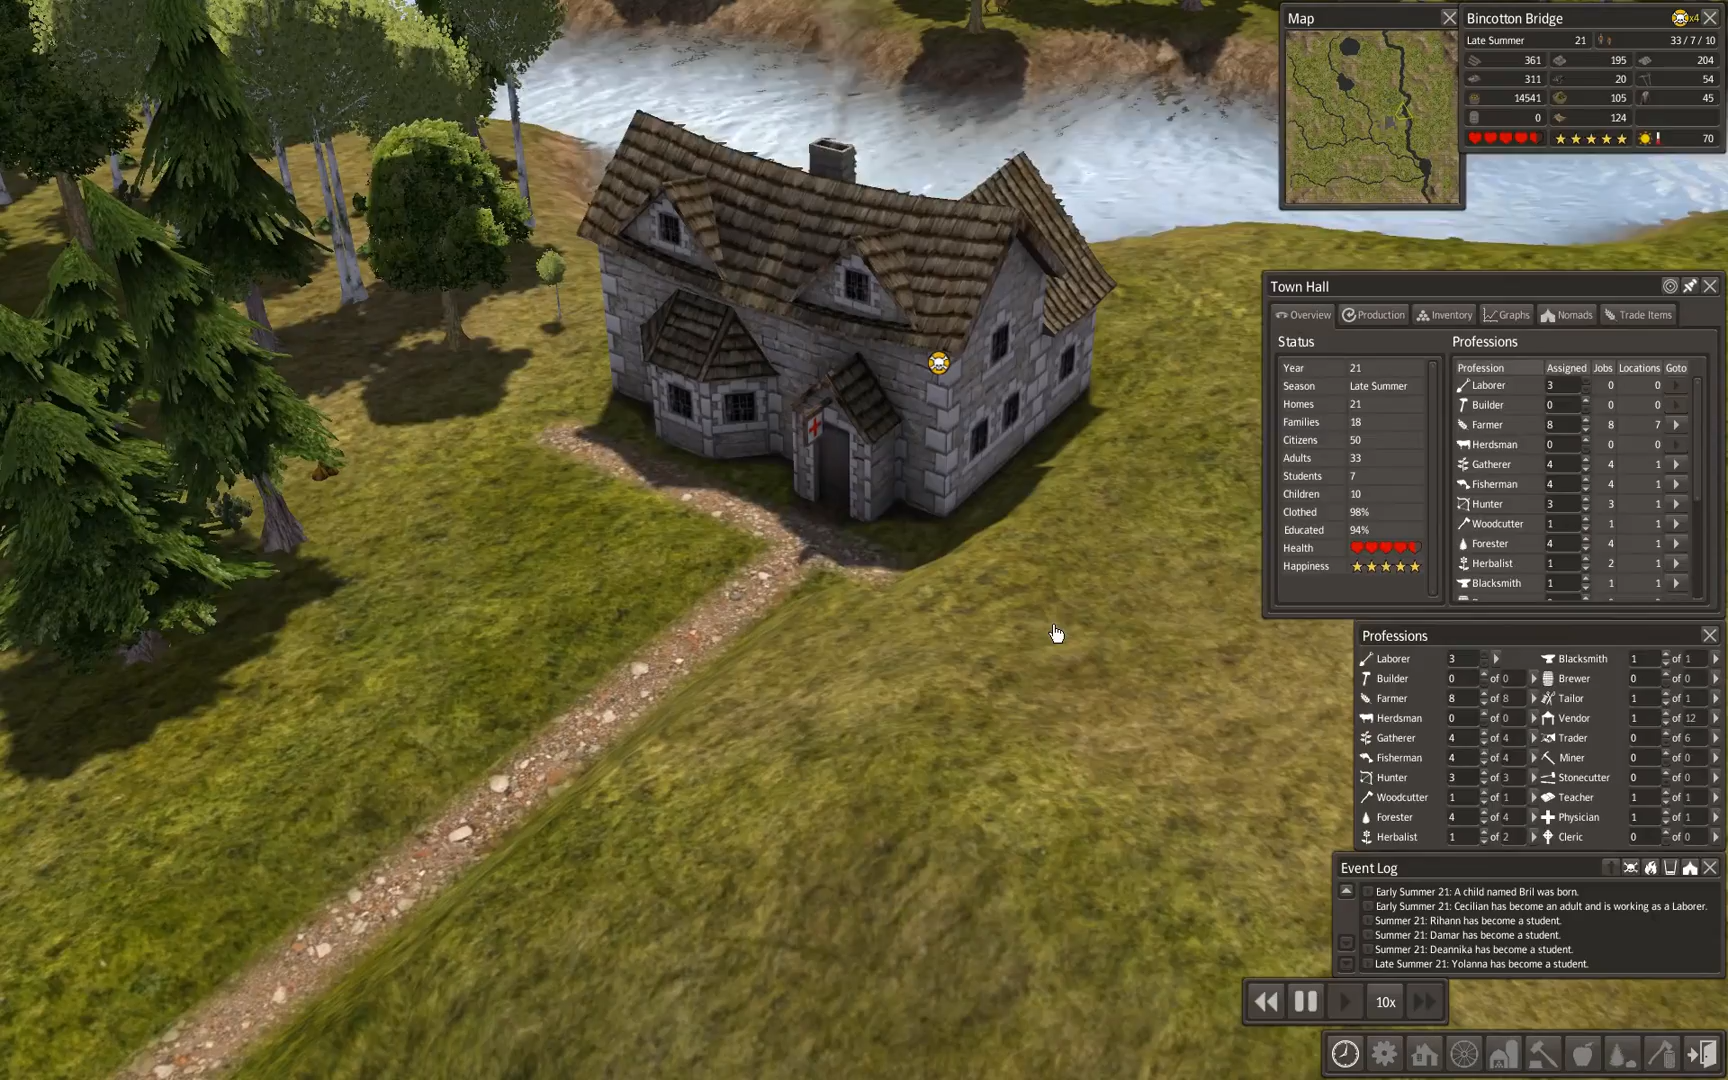 Map
Bincotton Bridge
x4
Late Summer 21 33 / 7 / 10
361 195 204
311 20 54
14541 105 45
0 124
70
Town Hall
Overview Production Inventory Graphs Nomads Trade Items
Status
Year 21
Season Late Summer
Homes 21
Families 18
Citizens 50
Adults 33
Students 7
Children 10
Clothed 98%
Educated 94%
Health
Happiness
Professions
Profession Assigned Jobs Locations Goto
Laborer 3 0 0
Builder 0 0 0
Farmer 8 8 7
Herdsman 0 0 0
Gatherer 4 4 1
Fisherman 4 4 1
Hunter 3 3 1
Woodcutter 1 1 1
Forester 4 4 1
Herbalist 1 2 1
Blacksmith 1 1 1
Professions
Laborer 3 Blacksmith 1 of 1
Builder 0 of 0 Brewer 0 of 0
Farmer 8 of 8 Tailor 1 of 1
Herdsman 0 of 0 Vendor 1 of 12
Gatherer 4 of 4 Trader 0 of 6
Fisherman 4 of 4 Miner 0 of 0
Hunter 3 of 3 Stonecutter 0 of 0
Woodcutter 1 of 1 Teacher 1 of 1
Forester 4 of 4 Physician 1 of 1
Herbalist 1 of 2 Cleric 0 of 0
Event Log
Early Summer 21: A child named Bril was born.
Early Summer 21: Cecilian has become an adult and is working as a Laborer.
Summer 21: Rihann has become a student.
Summer 21: Damar has become a student.
Summer 21: Deannika has become a student.
Late Summer 21: Yolanna has become a student.
10x